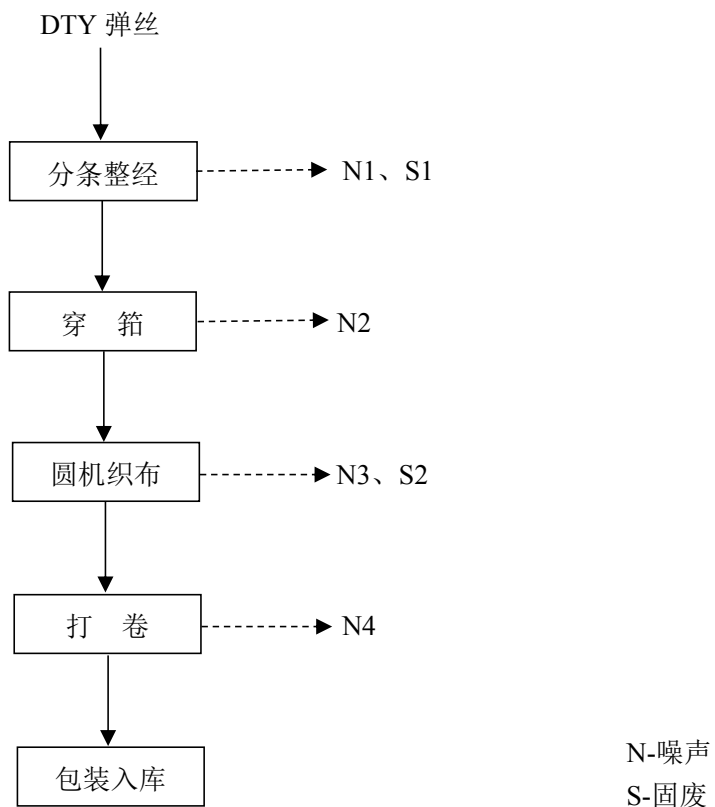 DTY 弹丝
分条整经
N1、S1
穿 筘
N2
圆机织布
N3、S2
打 卷
N4
包装入库
N-噪声
S-固废